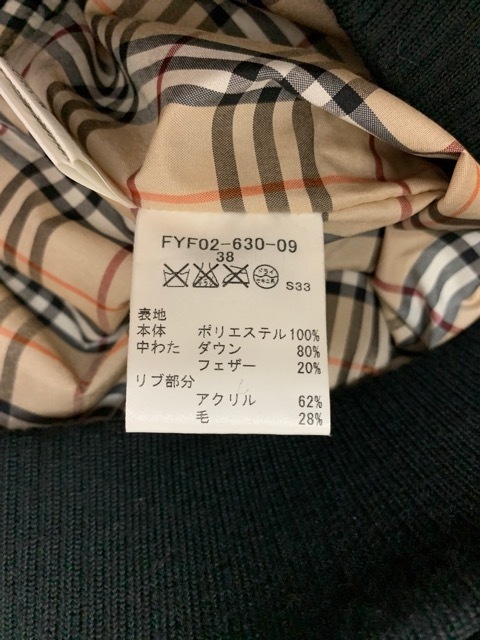 FYF02-630-09
38
S33
表地
本体 ポリエステル100%
中わた ダウン 80%
フェザー 20%
リブ部分
アクリル 62%
毛 28%